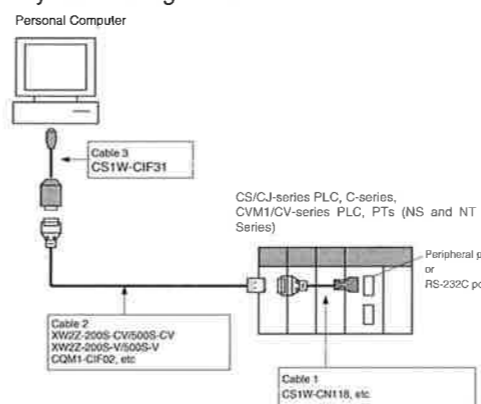 Personal Computer
Cable 3
CS1W-CIF31
CS/CJ-series PLC, C-series,
CVM1/CV-series PLC, PTs (NS and NT
Series)
Peripheral p
or
RS-232C po
Cable 2
XW2Z-200S-CV/500S-CV
XW2Z-200S-V/500S-V
CQM1-CIF02, etc
Cable 1
CS1W-CN118, etc